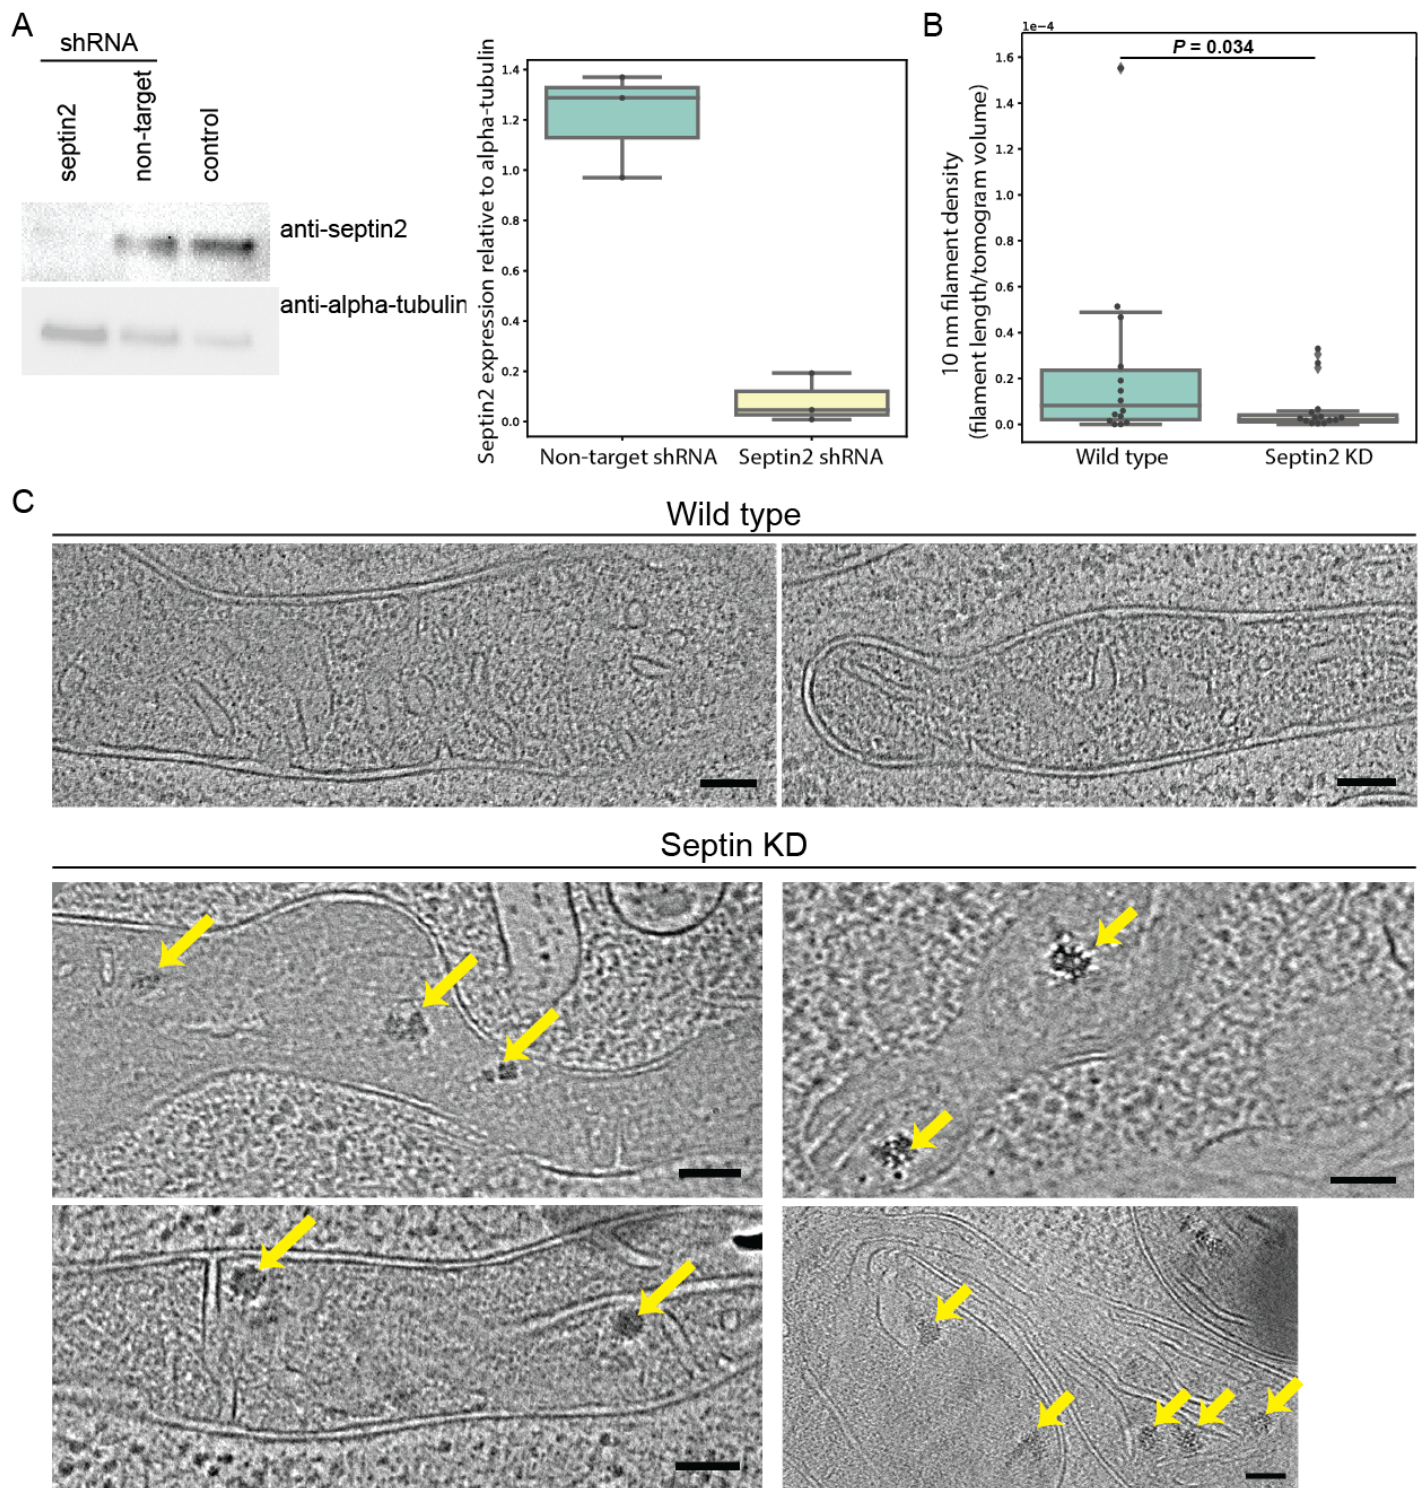 A
shRNA
septin2
non-target
control
anti-septin2
anti-alpha-tubulin
Septin2 expression relative to alpha-tubulin
1.4
1.2
1.0
0.8
0.6
0.4
0.2
0.0
Non-target shRNA
Septin2 shRNA
B
1e−4
P = 0.034
10 nm filament density
(filament length/tomogram volume)
1.6
1.4
1.2
1.0
0.8
0.6
0.4
0.2
0.0
Wild type
Septin2 KD
C
Wild type
Septin KD